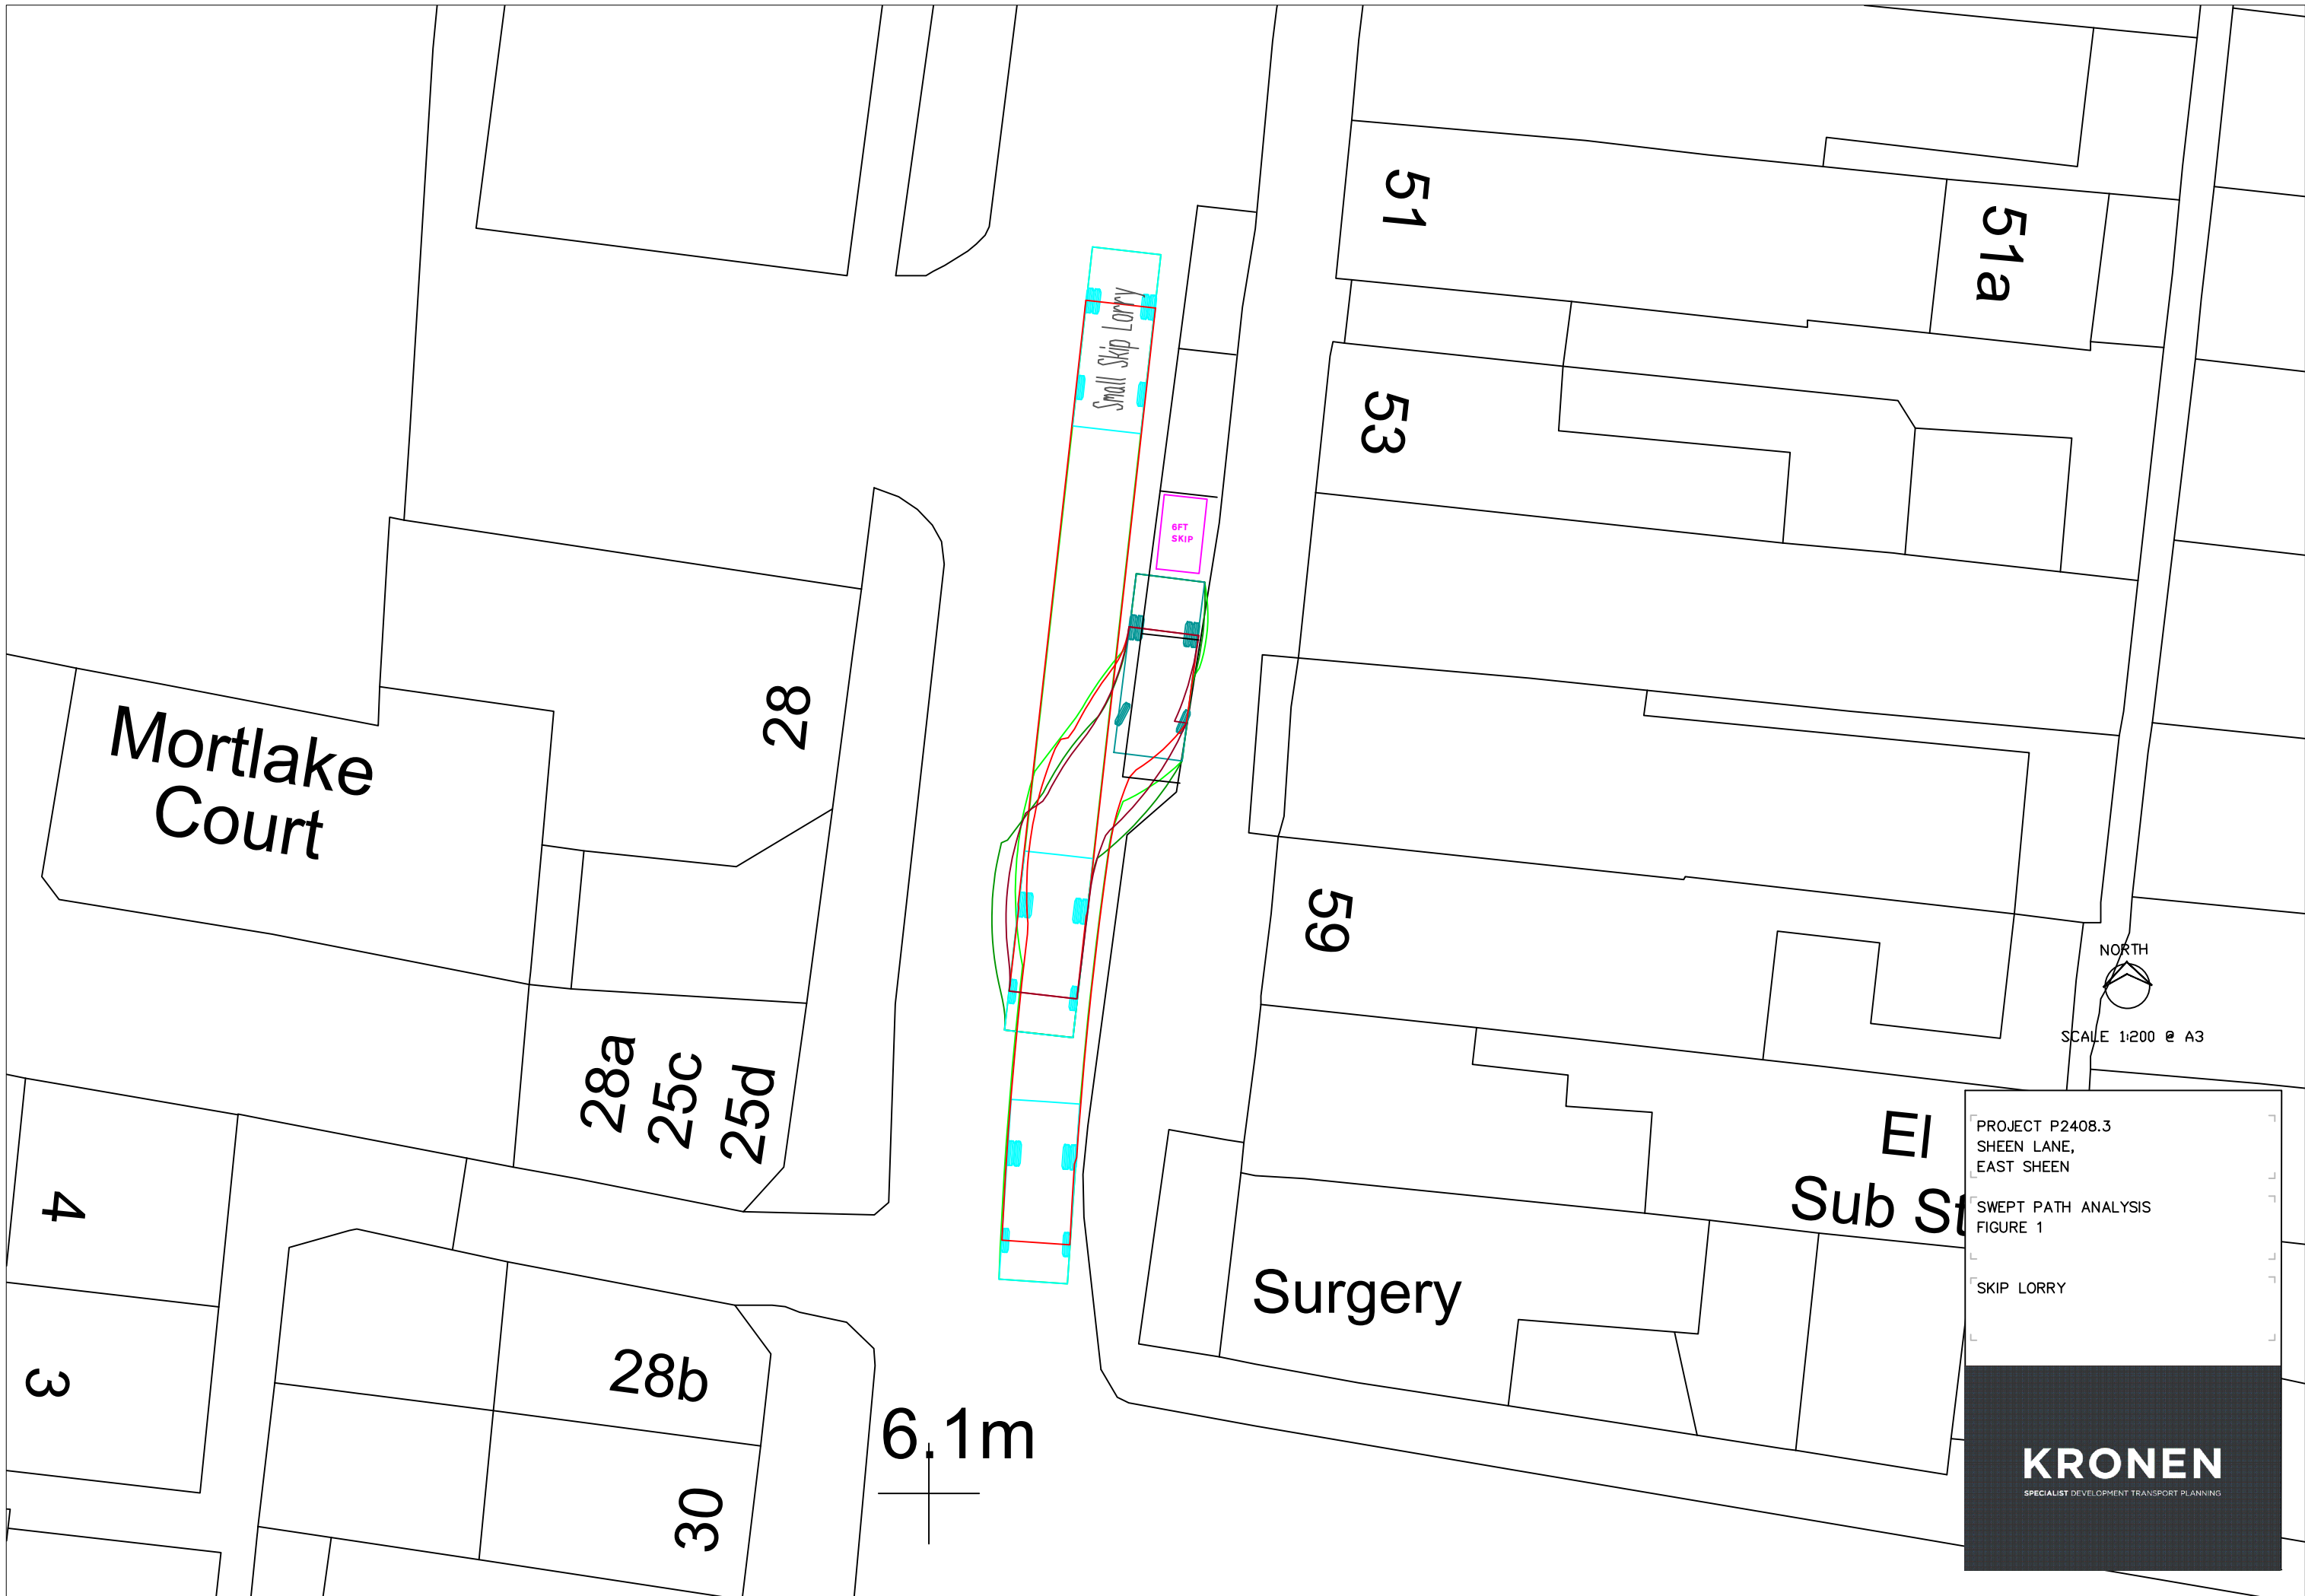 51
51a
Small Skip Lorry
53
6FT
SKIP
28
Mortlake
Court
59
NORTH
SCALE 1:200 @ A3
28a
25c
25d
El
Sub St
4
3
Surgery
28b
30
6.1m
PROJECT P2408.3
SHEEN LANE,
EAST SHEEN
SWEPT PATH ANALYSIS
FIGURE 1
SKIP LORRY
KRONEN
SPECIALIST DEVELOPMENT TRANSPORT PLANNING